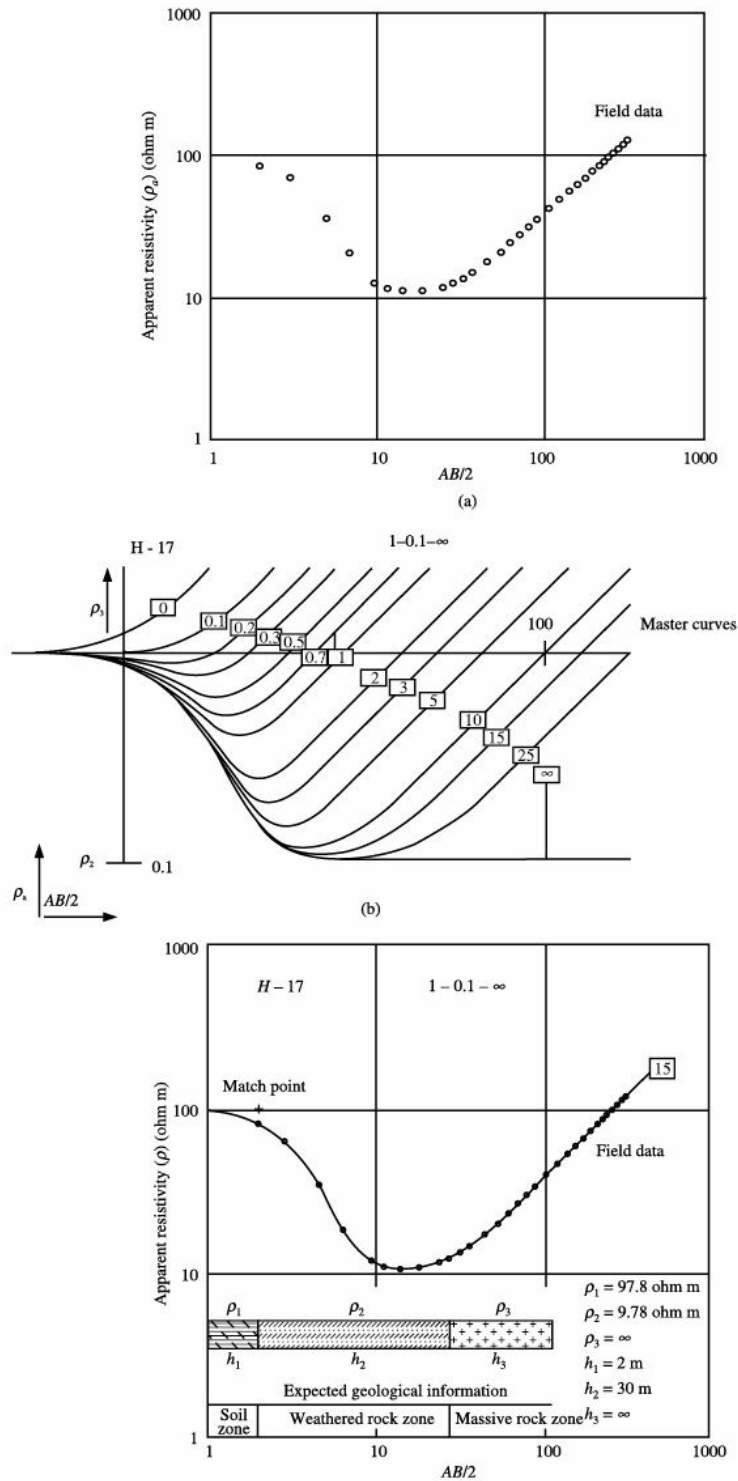 1000
100
10
1
Apparent resistivity (ρₐ) (ohm m)
Field data
1 10 100 1000
AB/2
(a)
H - 17 1–0.1–∞
ρ₃
0
0.1
0.2
0.3
0.5
0.7
1
2
3
5
10
15
25
∞
100
Master curves
ρ₂ 0.1
ρₐ
AB/2
(b)
1000
100
10
1
Apparent resistivity (ρ) (ohm m)
H – 17 1 – 0.1 – ∞
Match point
15
Field data
ρ₁ ρ₂ ρ₃
h₁ h₂ h₃
ρ₁ = 97.8 ohm m
ρ₂ = 9.78 ohm m
ρ₃ = ∞
h₁ = 2 m
h₂ = 30 m
h₃ = ∞
Expected geological information
Soil zone
Weathered rock zone
Massive rock zone
1 10 100 1000
AB/2